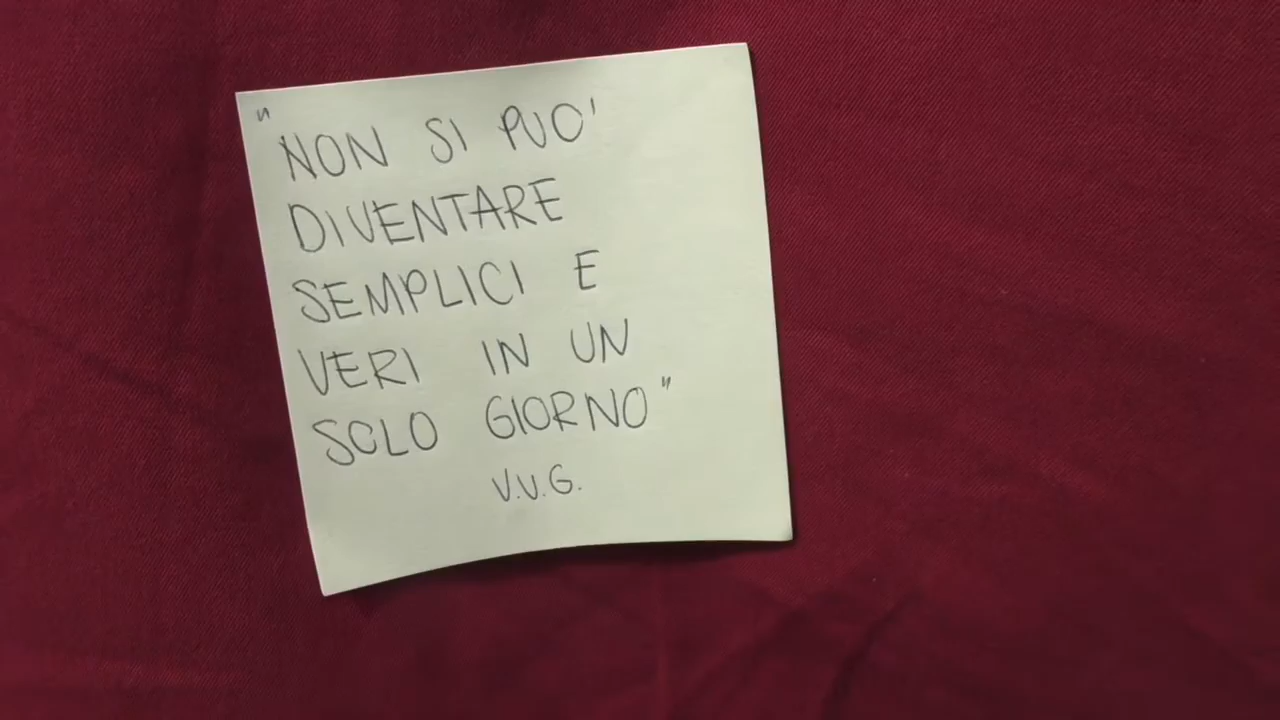 "NON SI PUO'
DIVENTARE
SEMPLICI E
VERI IN UN
SOLO GIORNO"
V.V.G.